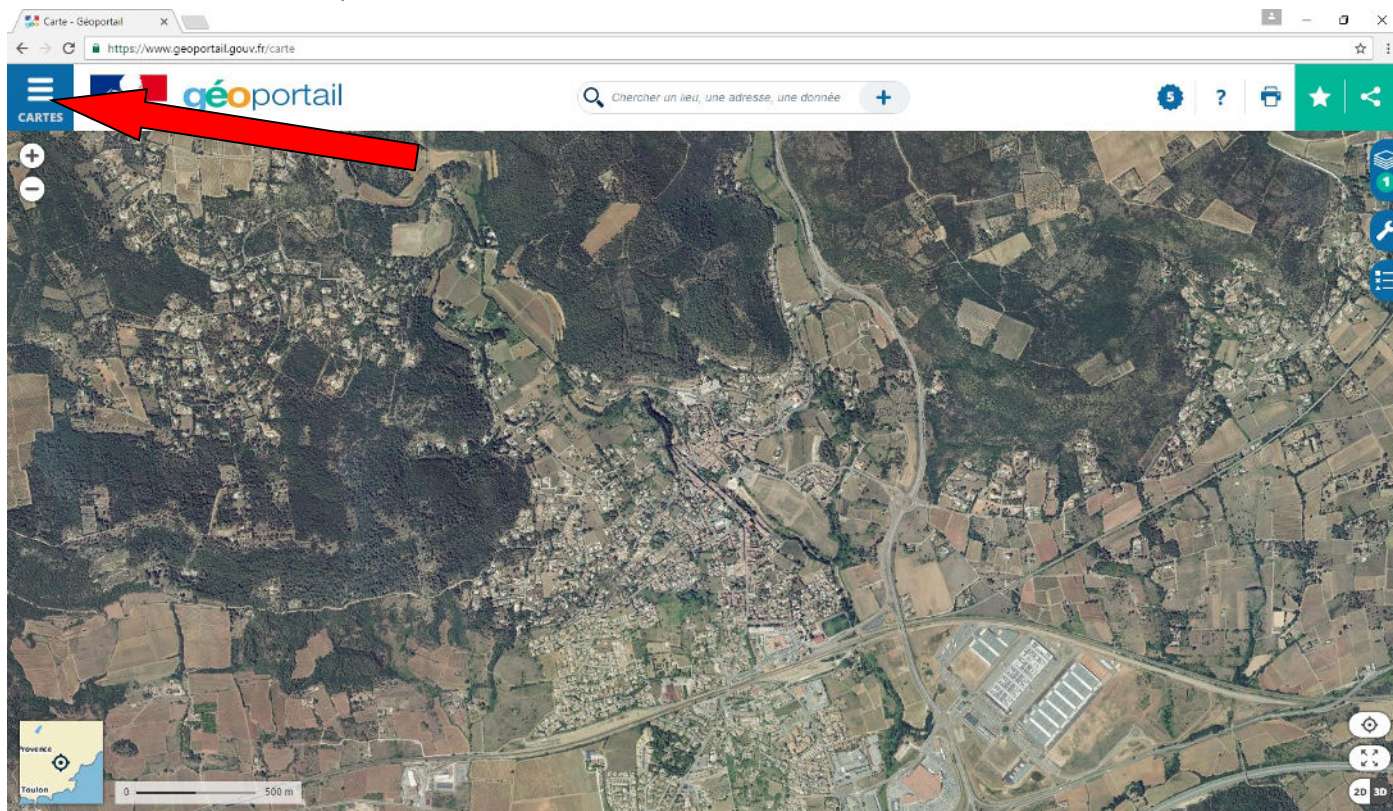 Carte - Géoportail
https://www.geoportail.gouv.fr/carte
CARTES
géoportail
Chercher un lieu, une adresse, une donnée
5
?
1
Provence
Toulon
0 500 m
2D 3D